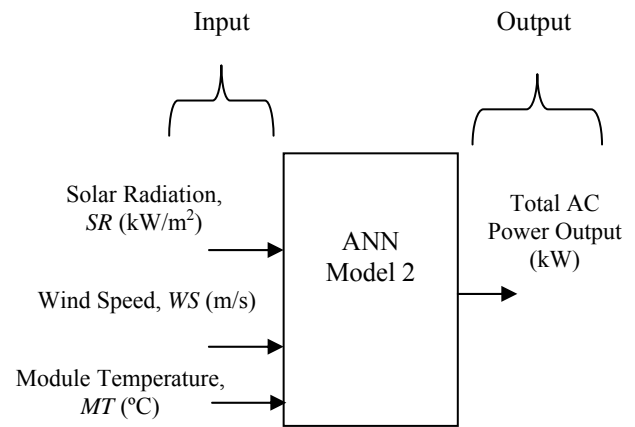 Input
Output
Solar Radiation,
SR (kW/m²)
Wind Speed, WS (m/s)
Module Temperature,
MT (ºC)
ANN
Model 2
Total AC
Power Output
(kW)